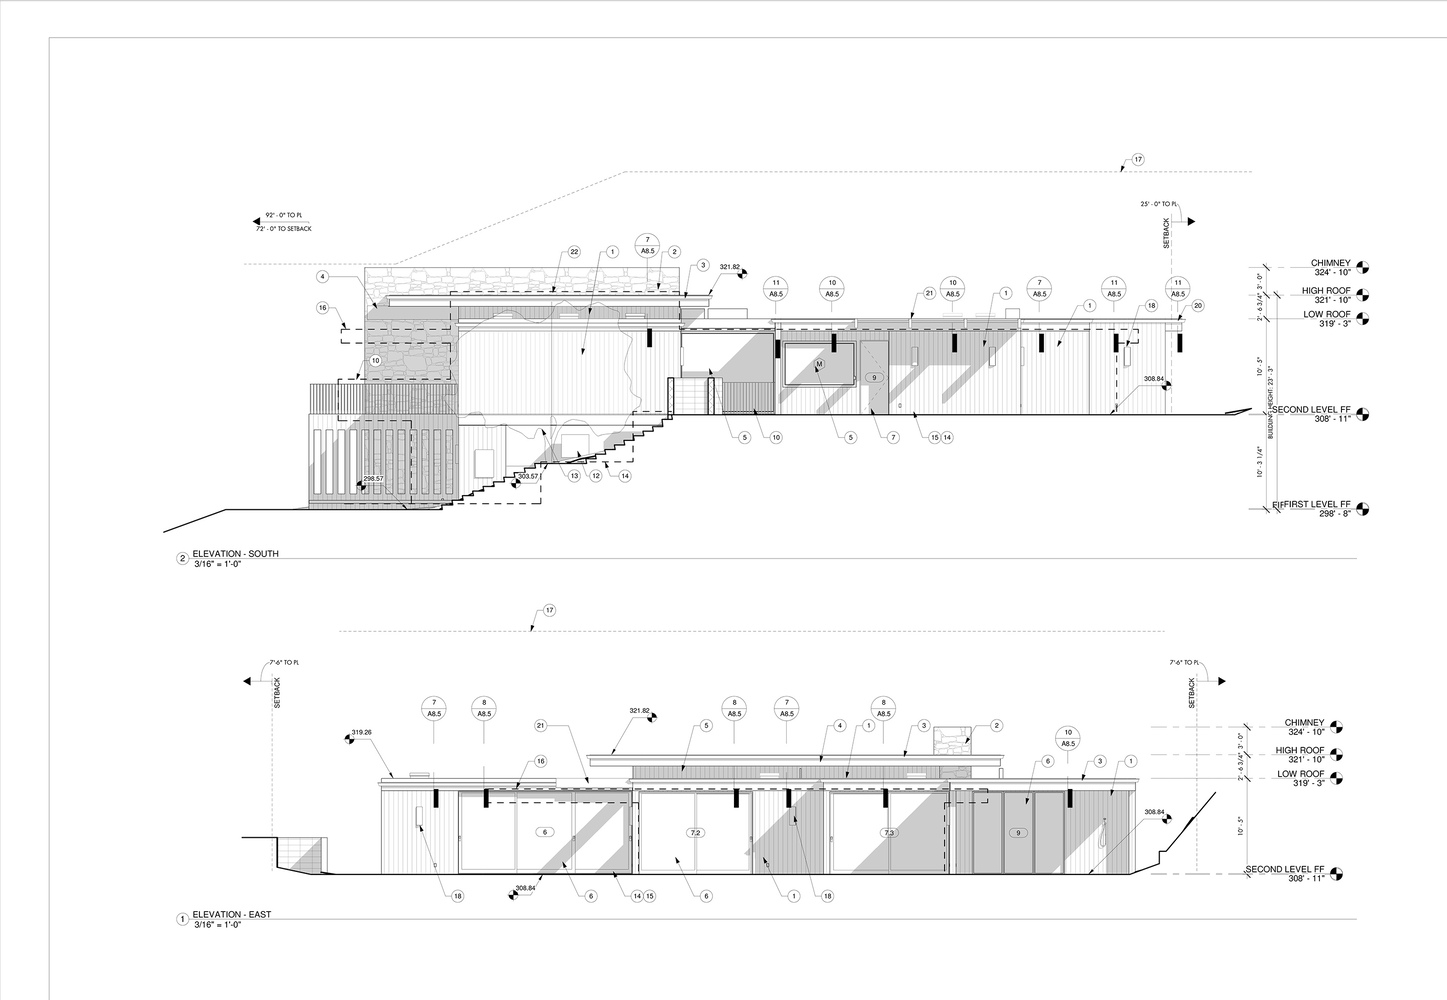 17
92' - 0" TO PL
72' - 0" TO SETBACK
25' - 0" TO PL
SETBACK
22
1
7
A8.5
2
3
321.82
4
16
10
11
A8.5
10
A8.5
21
10
A8.5
1
7
A8.5
1
11
A8.5
18
11
A8.5
20
CHIMNEY
324' - 10"
HIGH ROOF
321' - 10"
LOW ROOF
319' - 3"
3' - 0"
2' - 6 3/4"
10' - 5"
BUILDING HEIGHT: 23' - 3"
10' - 3 1/4"
M
9
308.84
SECOND LEVEL FF
308' - 11"
5
10
5
7
15
14
298.57
303.57
13
12
14
FIRST LEVEL FF
298' - 8"
2
ELEVATION - SOUTH
3/16" = 1'-0"
17
7'-6" TO PL
SETBACK
7'-6" TO PL
SETBACK
7
A8.5
8
A8.5
21
321.82
319.26
5
8
A8.5
7
A8.5
4
1
8
A8.5
3
2
10
A8.5
16
6
3
1
CHIMNEY
324' - 10"
HIGH ROOF
321' - 10"
LOW ROOF
319' - 3"
3' - 0"
2' - 6 3/4"
10' - 5"
6
7.2
7.3
9
308.84
SECOND LEVEL FF
308' - 11"
18
308.84
6
14
15
6
1
18
1
ELEVATION - EAST
3/16" = 1'-0"